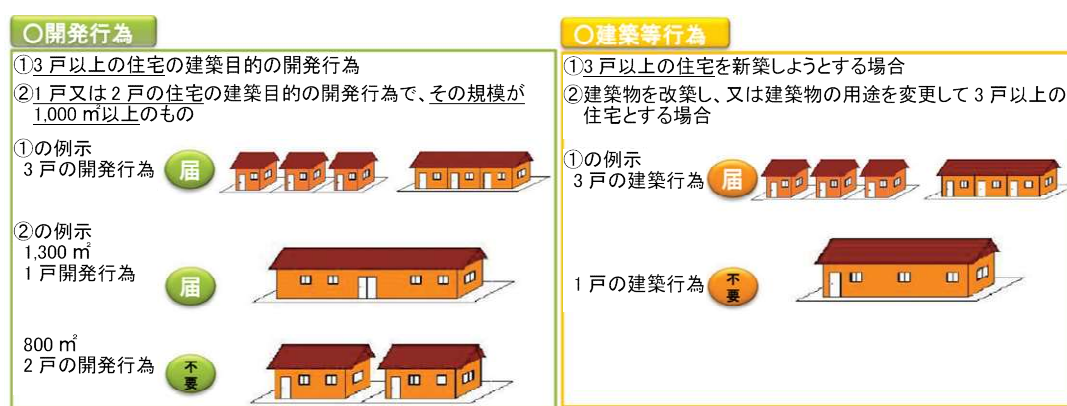 〇開発行為
①3戸以上の住宅の建築目的の開発行為
②1戸又は2戸の住宅の建築目的の開発行為で、その規模が
1,000㎡以上のもの
①の例示
3戸の開発行為
届
②の例示
1,300㎡
1戸開発行為
届
800㎡
2戸の開発行為
不要
〇建築等行為
①3戸以上の住宅を新築しようとする場合
②建築物を改築し、又は建築物の用途を変更して3戸以上の
住宅とする場合
①の例示
3戸の建築行為
届
1戸の建築行為
不要